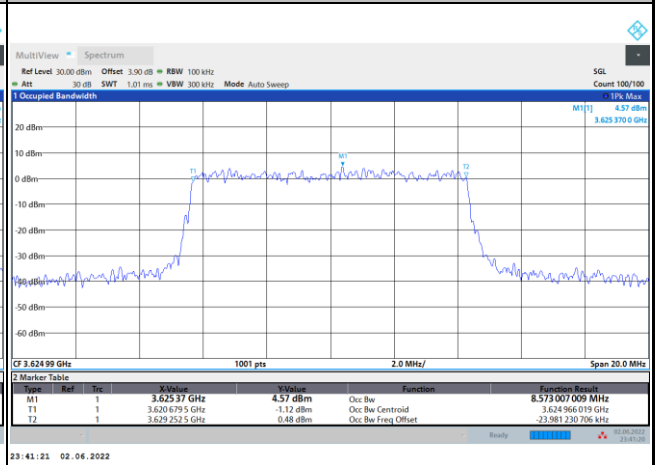 MultiView Spectrum
Ref Level 30.00 dBm Offset 3.90 dB RBW 100 kHz SGL
Att 30 dB SWT 1.01 ms VBW 300 kHz Mode Auto Sweep Count 100/100
1 Occupied Bandwidth 1Pk Max
M1[1] 4.57 dBm
3.625 370 0 GHz
20 dBm
10 dBm
M1
T1
T2
0 dBm
-10 dBm
-20 dBm
-30 dBm
-40 dBm
-50 dBm
-60 dBm
CF 3.624 99 GHz 1001 pts 2.0 MHz/ Span 20.0 MHz
2 Marker Table
Type Ref Trc X-Value Y-Value Function Function Result
M1 1 3.625 37 GHz 4.57 dBm Occ Bw 8.573 007 009 MHz
T1 1 3.620 679 5 GHz -1.12 dBm Occ Bw Centroid 3.624 966 019 GHz
T2 1 3.629 252 5 GHz 0.48 dBm Occ Bw Freq Offset -23.981 230 706 kHz
Ready 02.06.2022
23:41:20
23:41:21 02.06.2022